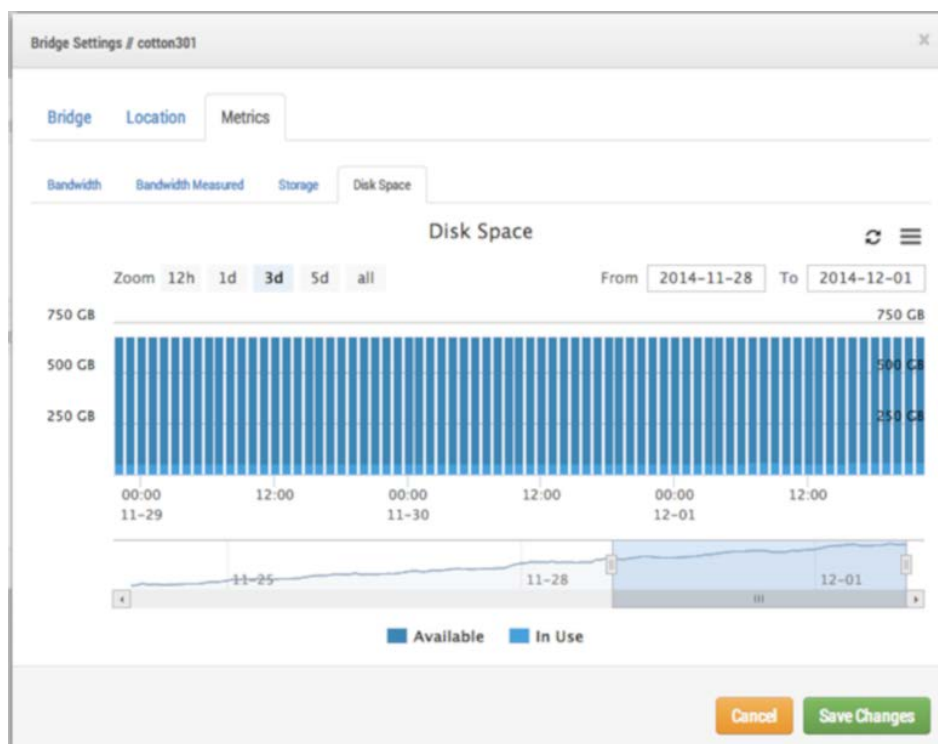 Bridge Settings // cotton301 ×
Bridge Location Metrics
Bandwidth Bandwidth Measured Storage Disk Space
Disk Space
Zoom 12h 1d 3d 5d all From 2014-11-28 To 2014-12-01
750 GB 750 GB
500 GB 500 GB
250 GB 250 GB
00:00 12:00 00:00 12:00 00:00 12:00
11-29 11-30 12-01
11-25 11-28 12-01
Available In Use
Cancel Save Changes